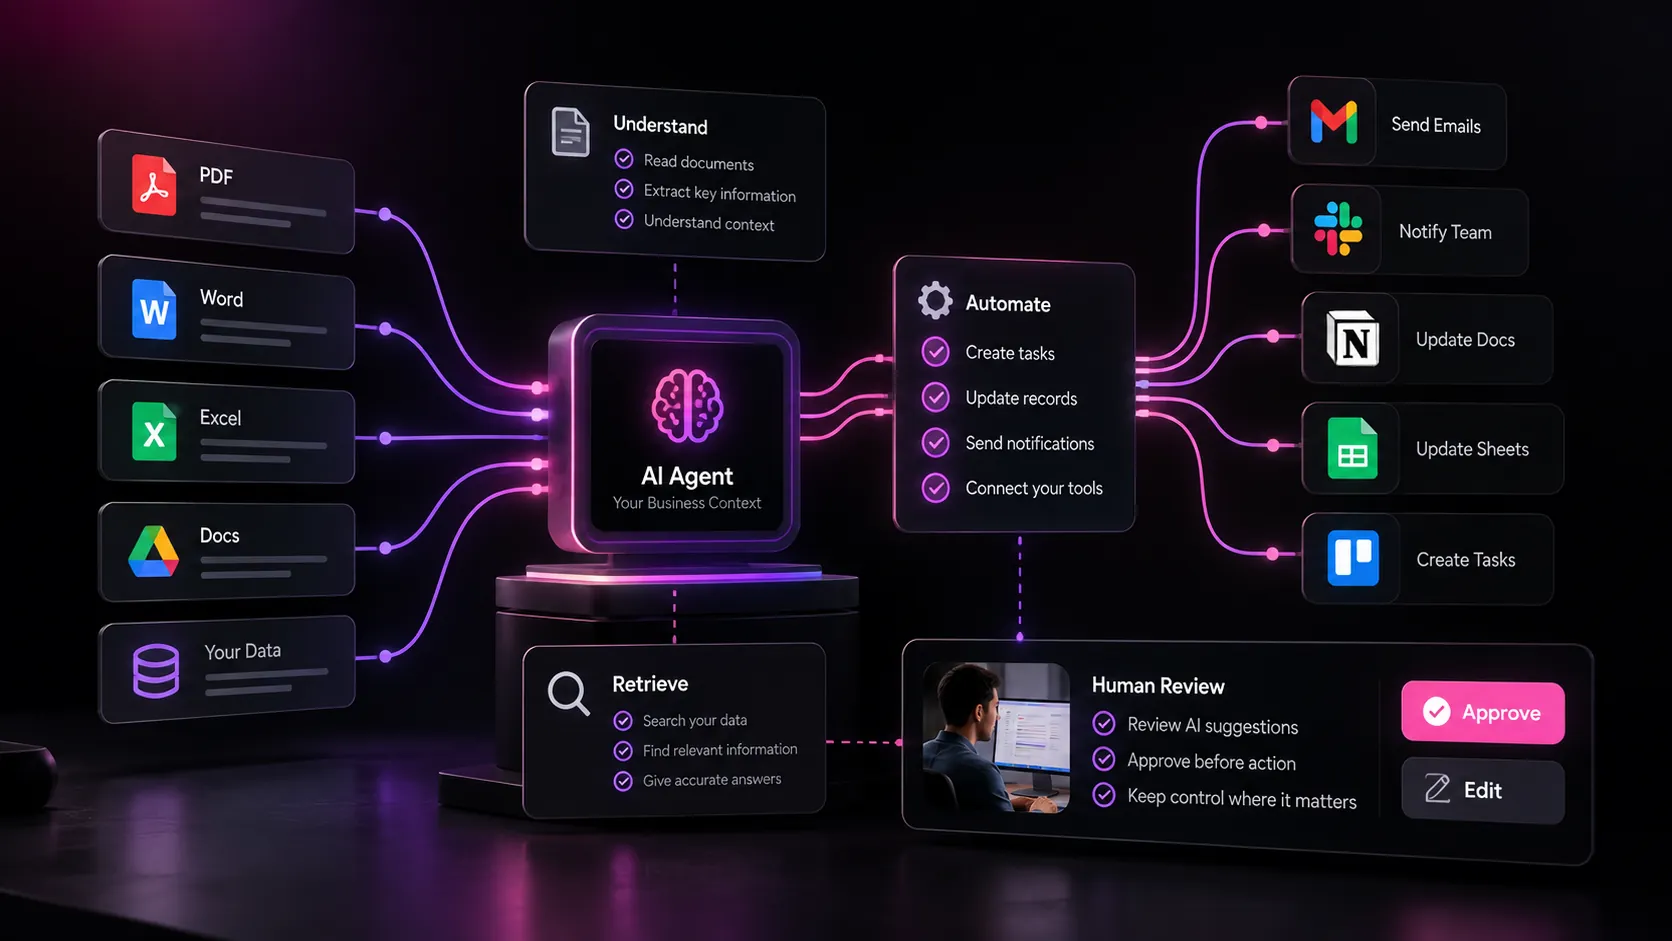 PDF
W
Word
X
Excel
Docs
Your Data
Understand
Read documents
Extract key information
Understand context
AI Agent
Your Business Context
Retrieve
Search your data
Find relevant information
Give accurate answers
Automate
Create tasks
Update records
Send notifications
Connect your tools
Send Emails
Notify Team
N
Update Docs
Update Sheets
Create Tasks
Human Review
Review AI suggestions
Approve before action
Keep control where it matters
Approve
Edit